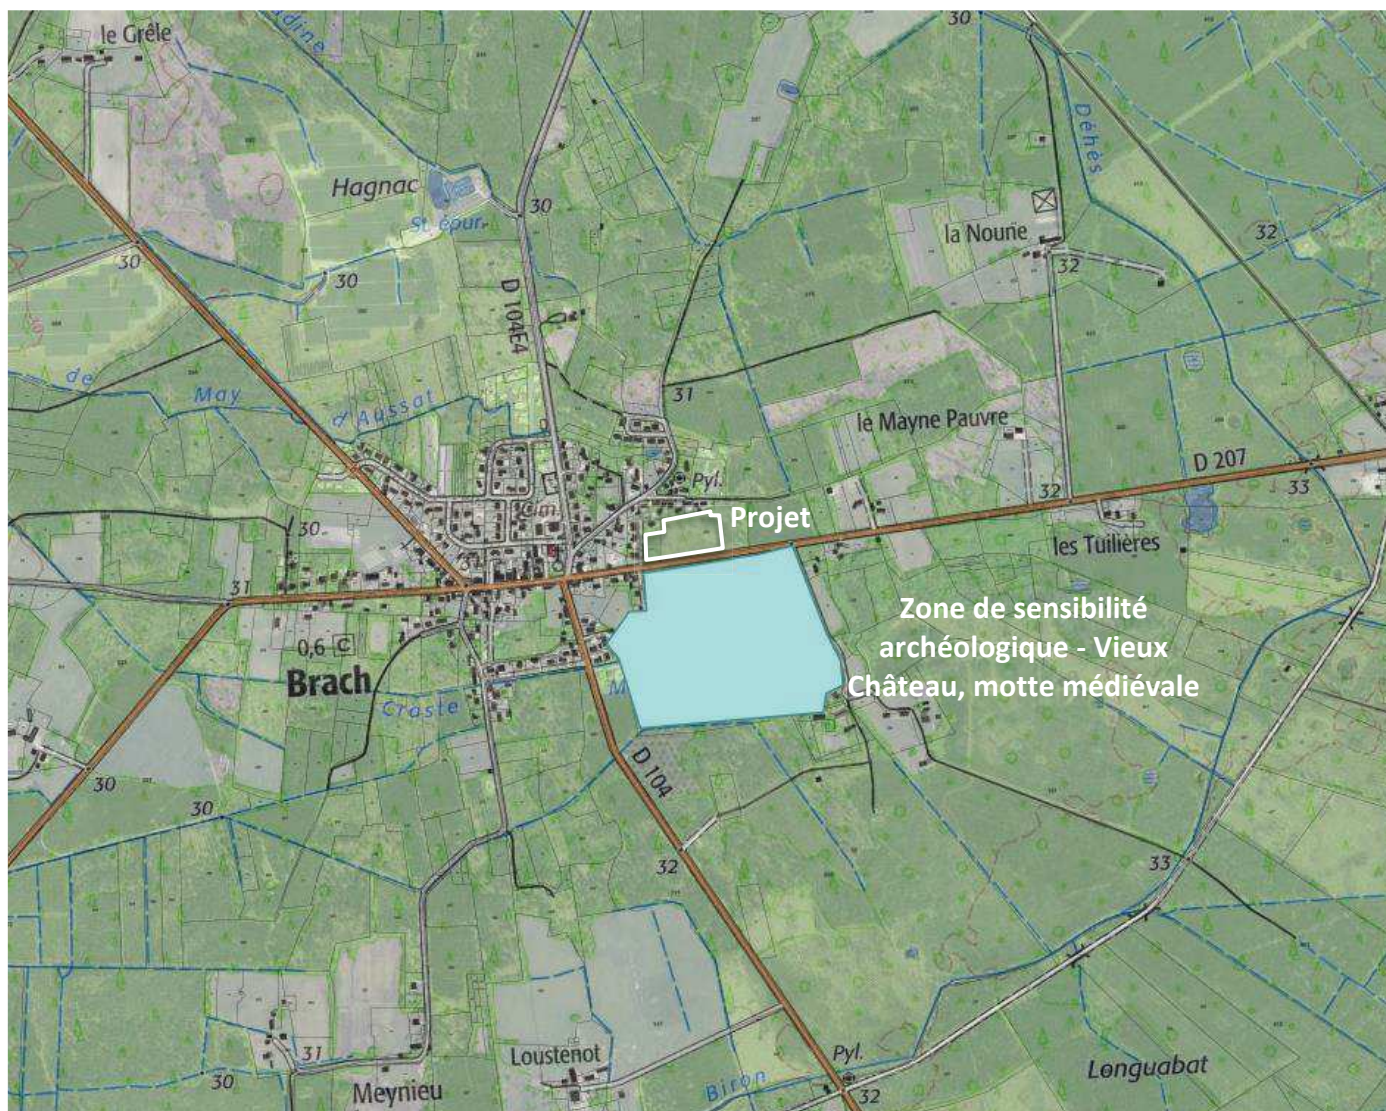 le Grêle
30
Hagnac
St. épur.
30
Déhès
la Noune
32
32
30
30
D 104E4
de
May
d'Aussat
31
le Mayne Pauvre
D 207
33
32
Pyl.
Projet
les Tuilières
30
31
0,6 C
Brach
Craste
Zone de sensibilité
archéologique - Vieux
Château, motte médiévale
D 104
30
30
32
33
31
30
Meynieu
Loustenot
Biron
Pyl.
32
Longuabat